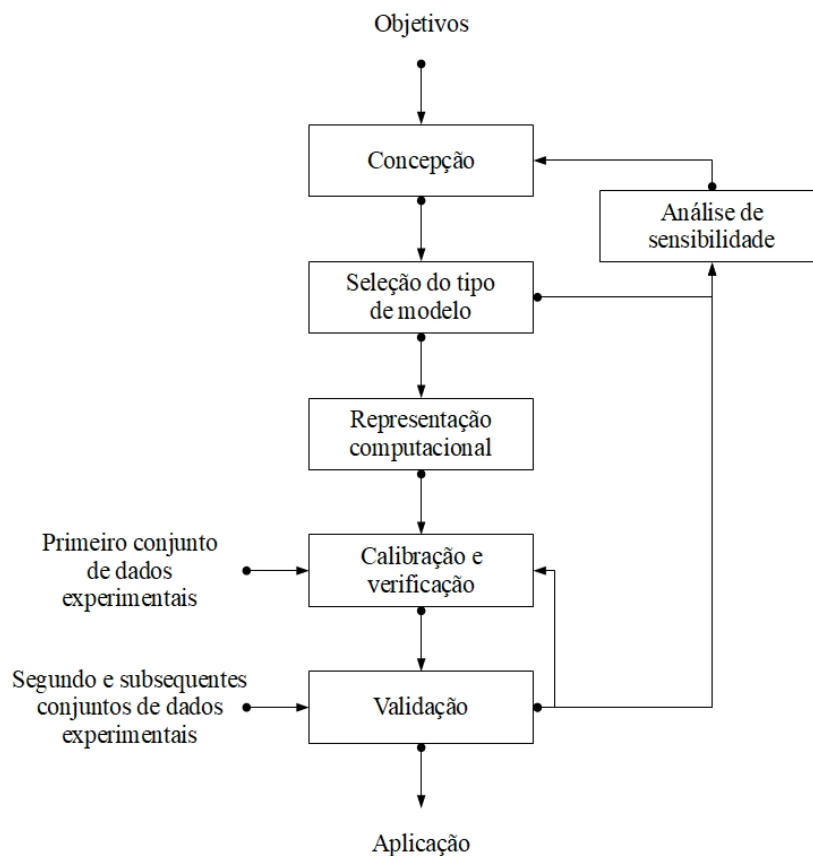 Objetivos
Concepção
Análise de
sensibilidade
Seleção do tipo
de modelo
Representação
computacional
Primeiro conjunto
de dados
experimentais
Calibração e
verificação
Segundo e subsequentes
conjuntos de dados
experimentais
Validação
Aplicação